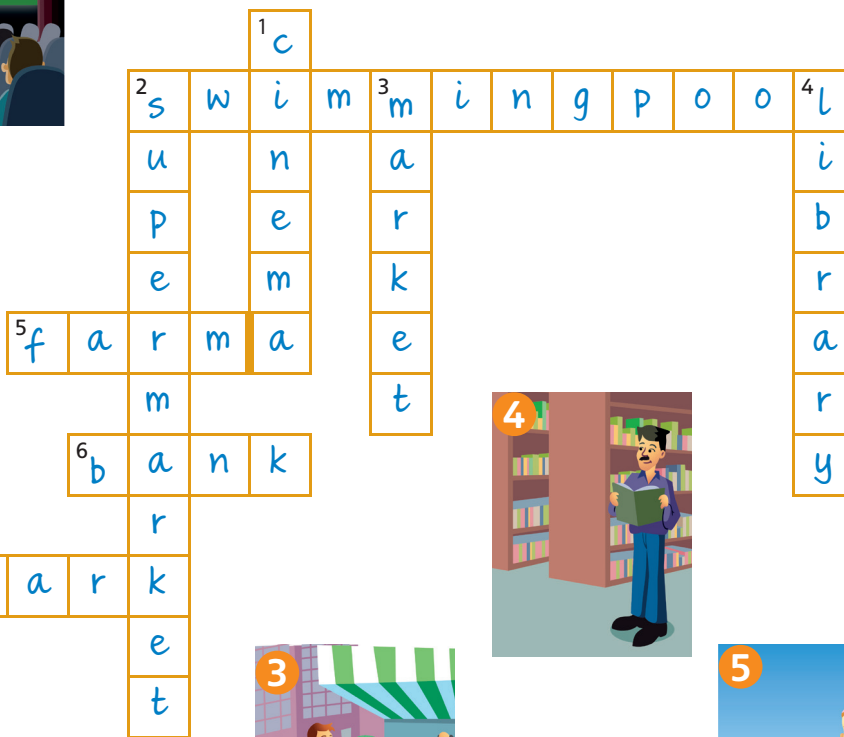 1 c
2 s w i m 3 m i n g p o o 4 l
u n a i
p e r b
e m k r
5 f a r m a e a
m t r
4
6 b a n k y
r
a r k
e
3 5
t